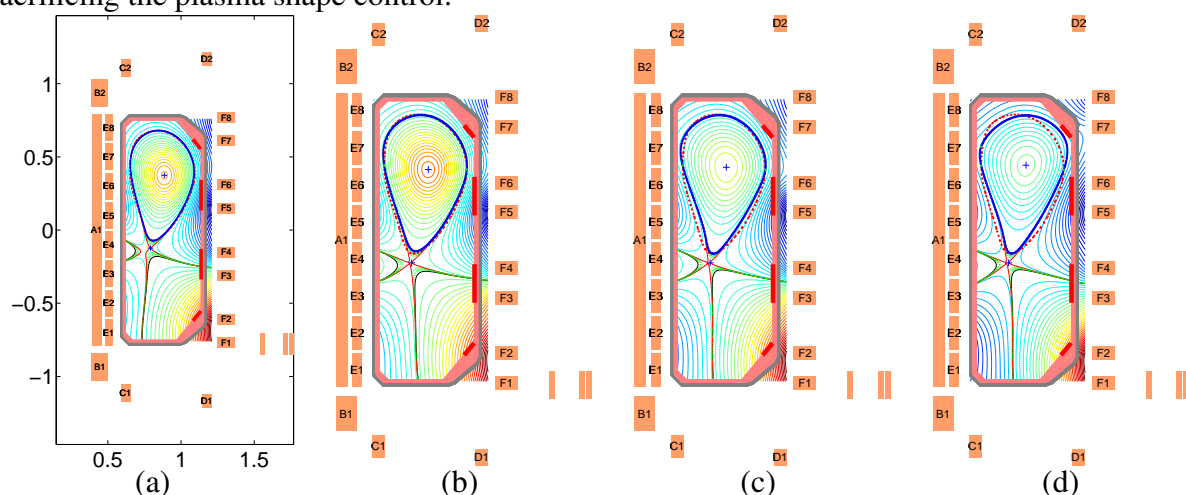 acrificing the plasma shape control.
C2 D2
B2
F8
E8
F7
E7
E6 F6
E5 F5
A1
E4 F4
E3 F3
E2
F2
E1 F1
B1
C1 D1
1
0.5
0
−0.5
−1
0.5 1 1.5
(a)
C2 D2
B2
F8
E8
F7
E7
E6 F6
E5 F5
A1
E4 F4
E3 F3
E2
F2
E1 F1
B1
C1 D1
(b)
C2 D2
B2
F8
E8
F7
E7
E6 F6
E5 F5
A1
E4 F4
E3 F3
E2
F2
E1 F1
B1
C1 D1
(c)
C2 D2
B2
F8
E8
F7
E7
E6 F6
E5 F5
A1
E4 F4
E3 F3
E2
F2
E1 F1
B1
C1 D1
(d)